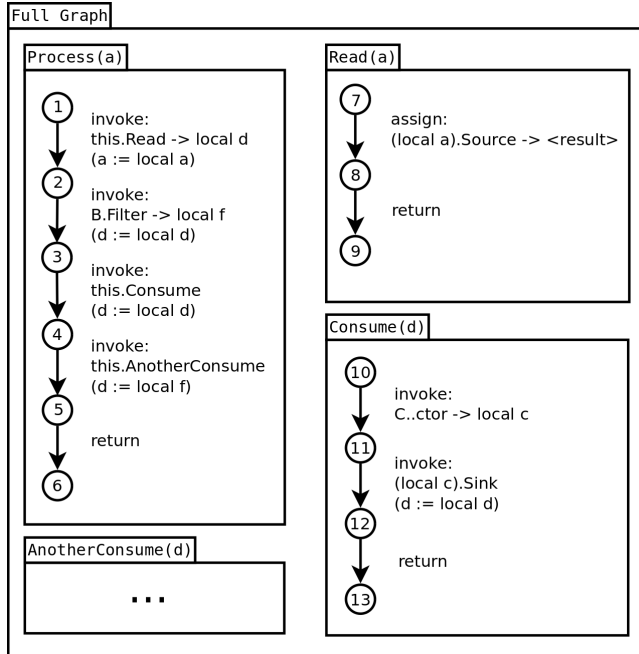 Full Graph
Process(a)
1
invoke:
this.Read -> local d
(a := local a)
2
invoke:
B.Filter -> local f
(d := local d)
3
invoke:
this.Consume
(d := local d)
4
invoke:
this.AnotherConsume
(d := local f)
5
return
6
AnotherConsume(d)
...
Read(a)
7
assign:
(local a).Source -> <result>
8
return
9
Consume(d)
10
invoke:
C..ctor -> local c
11
invoke:
(local c).Sink
(d := local d)
12
return
13